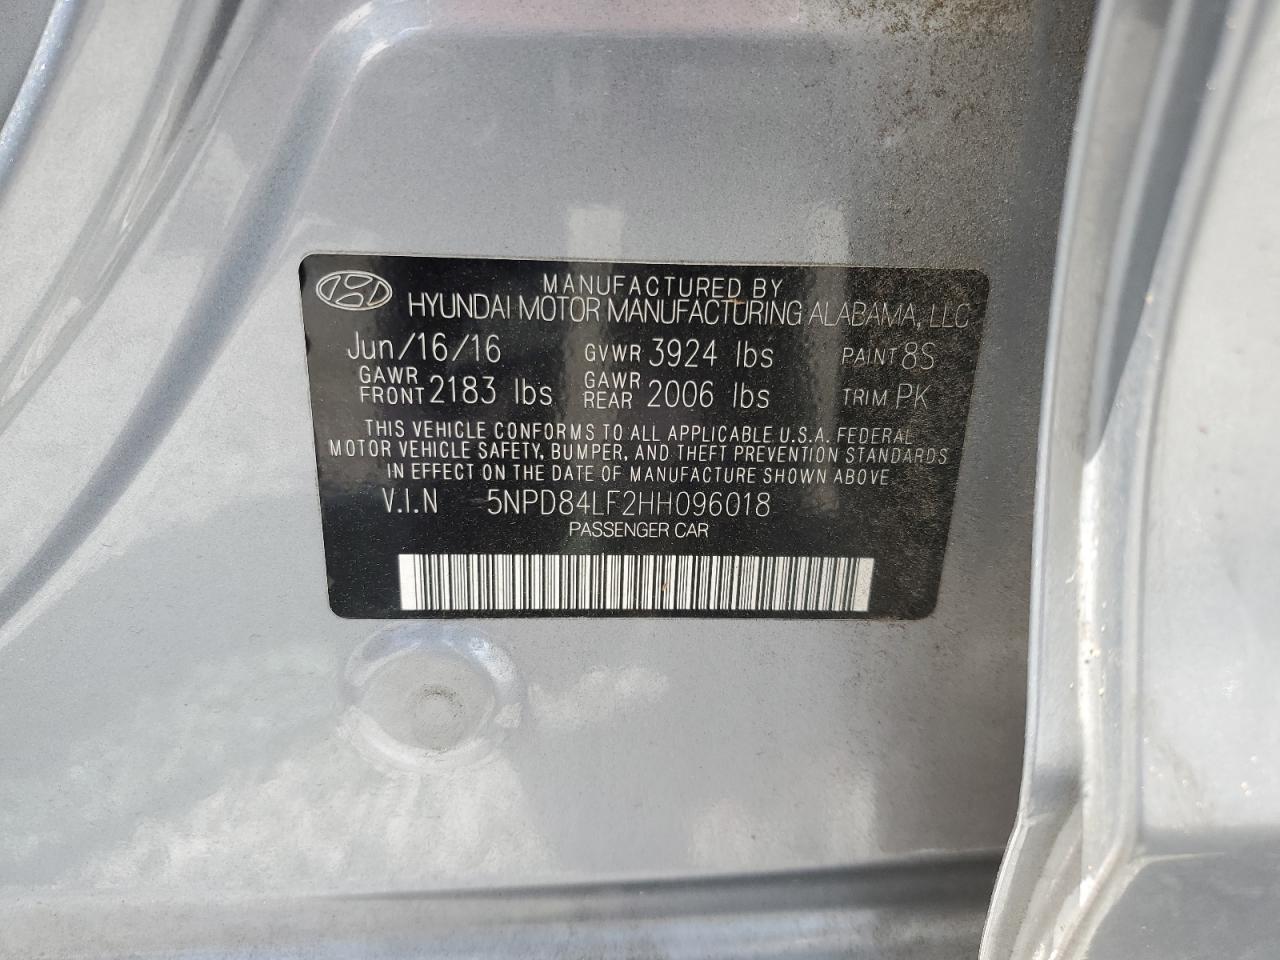 MANUFACTURED BY
HYUNDAI MOTOR MANUFACTURING ALABAMA, LLC
Jun/16/16 GVWR 3924 lbs PAINT 8S
GAWR FRONT 2183 lbs GAWR REAR 2006 lbs TRIM PK
THIS VEHICLE CONFORMS TO ALL APPLICABLE U.S.A. FEDERAL
MOTOR VEHICLE SAFETY, BUMPER, AND THEFT PREVENTION STANDARDS
IN EFFECT ON THE DATE OF MANUFACTURE SHOWN ABOVE
V.I.N 5NPD84LF2HH096018
PASSENGER CAR